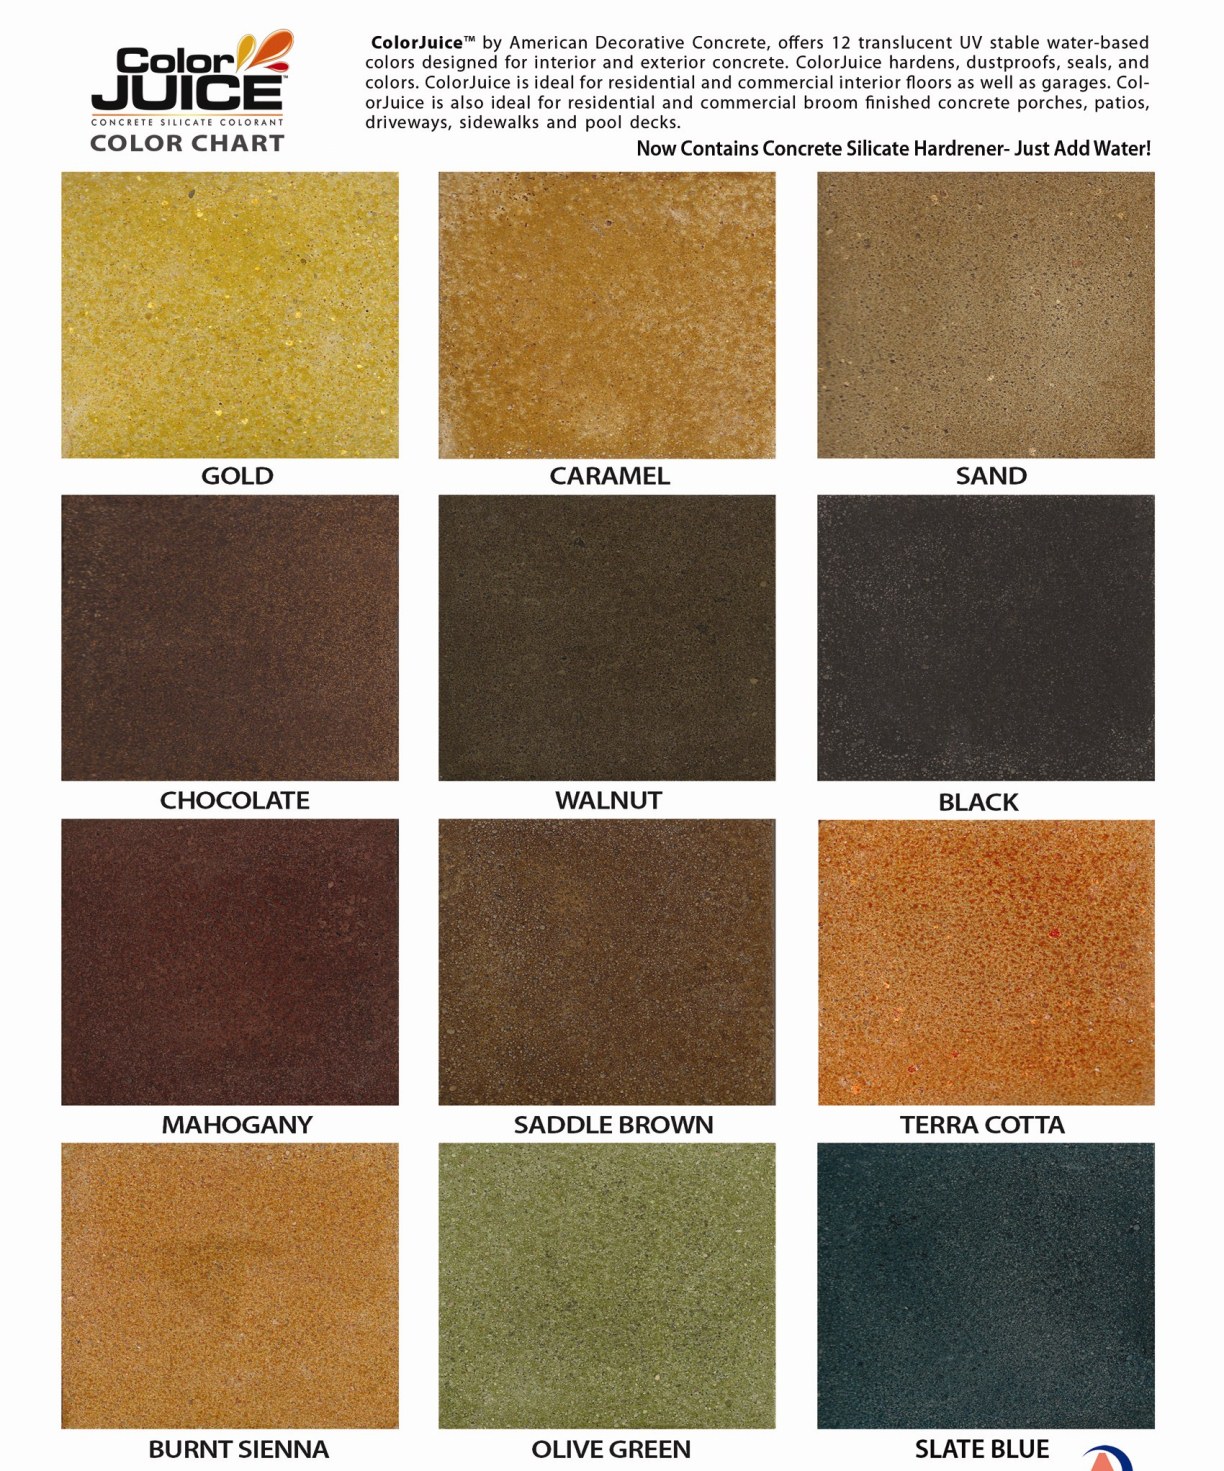 Color
JUICE™
CONCRETE SILICATE COLORANT
COLOR CHART
ColorJuice™ by American Decorative Concrete, offers 12 translucent UV stable water-based
colors designed for interior and exterior concrete. ColorJuice hardens, dustproofs, seals, and
colors. ColorJuice is ideal for residential and commercial interior floors as well as garages. Col-
orJuice is also ideal for residential and commercial broom finished concrete porches, patios,
driveways, sidewalks and pool decks.
Now Contains Concrete Silicate Hardrener- Just Add Water!
GOLD
CARAMEL
SAND
CHOCOLATE
WALNUT
BLACK
MAHOGANY
SADDLE BROWN
TERRA COTTA
BURNT SIENNA
OLIVE GREEN
SLATE BLUE